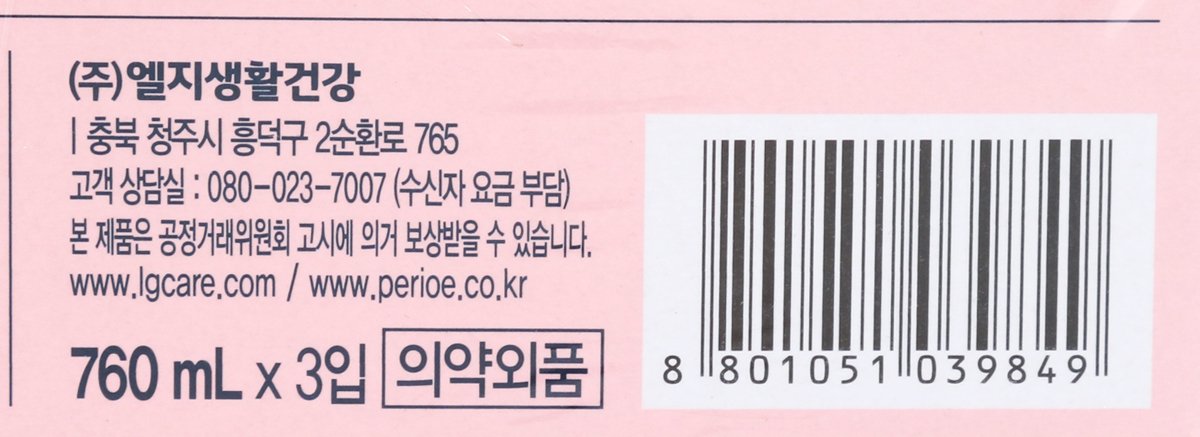 (주)엘지생활건강
| 충북 청주시 흥덕구 2순환로 765
고객 상담실 : 080-023-7007 (수신자 요금 부담)
본 제품은 공정거래위원회 고시에 의거 보상받을 수 있습니다.
www.lgcare.com / www.perioe.co.kr
760 mL x 3입 의약외품
8 801051 039849